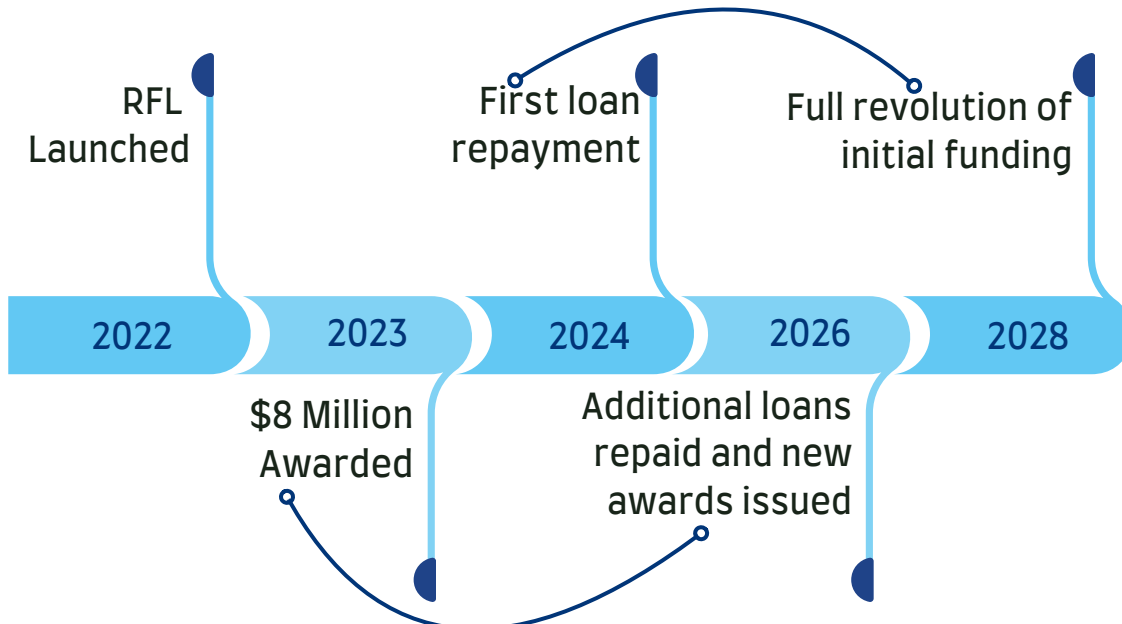 RFL
Launched
First loan
repayment
Full revolution of
initial funding
2022
2023
2024
2026
2028
$8 Million
Awarded
Additional loans
repaid and new
awards issued